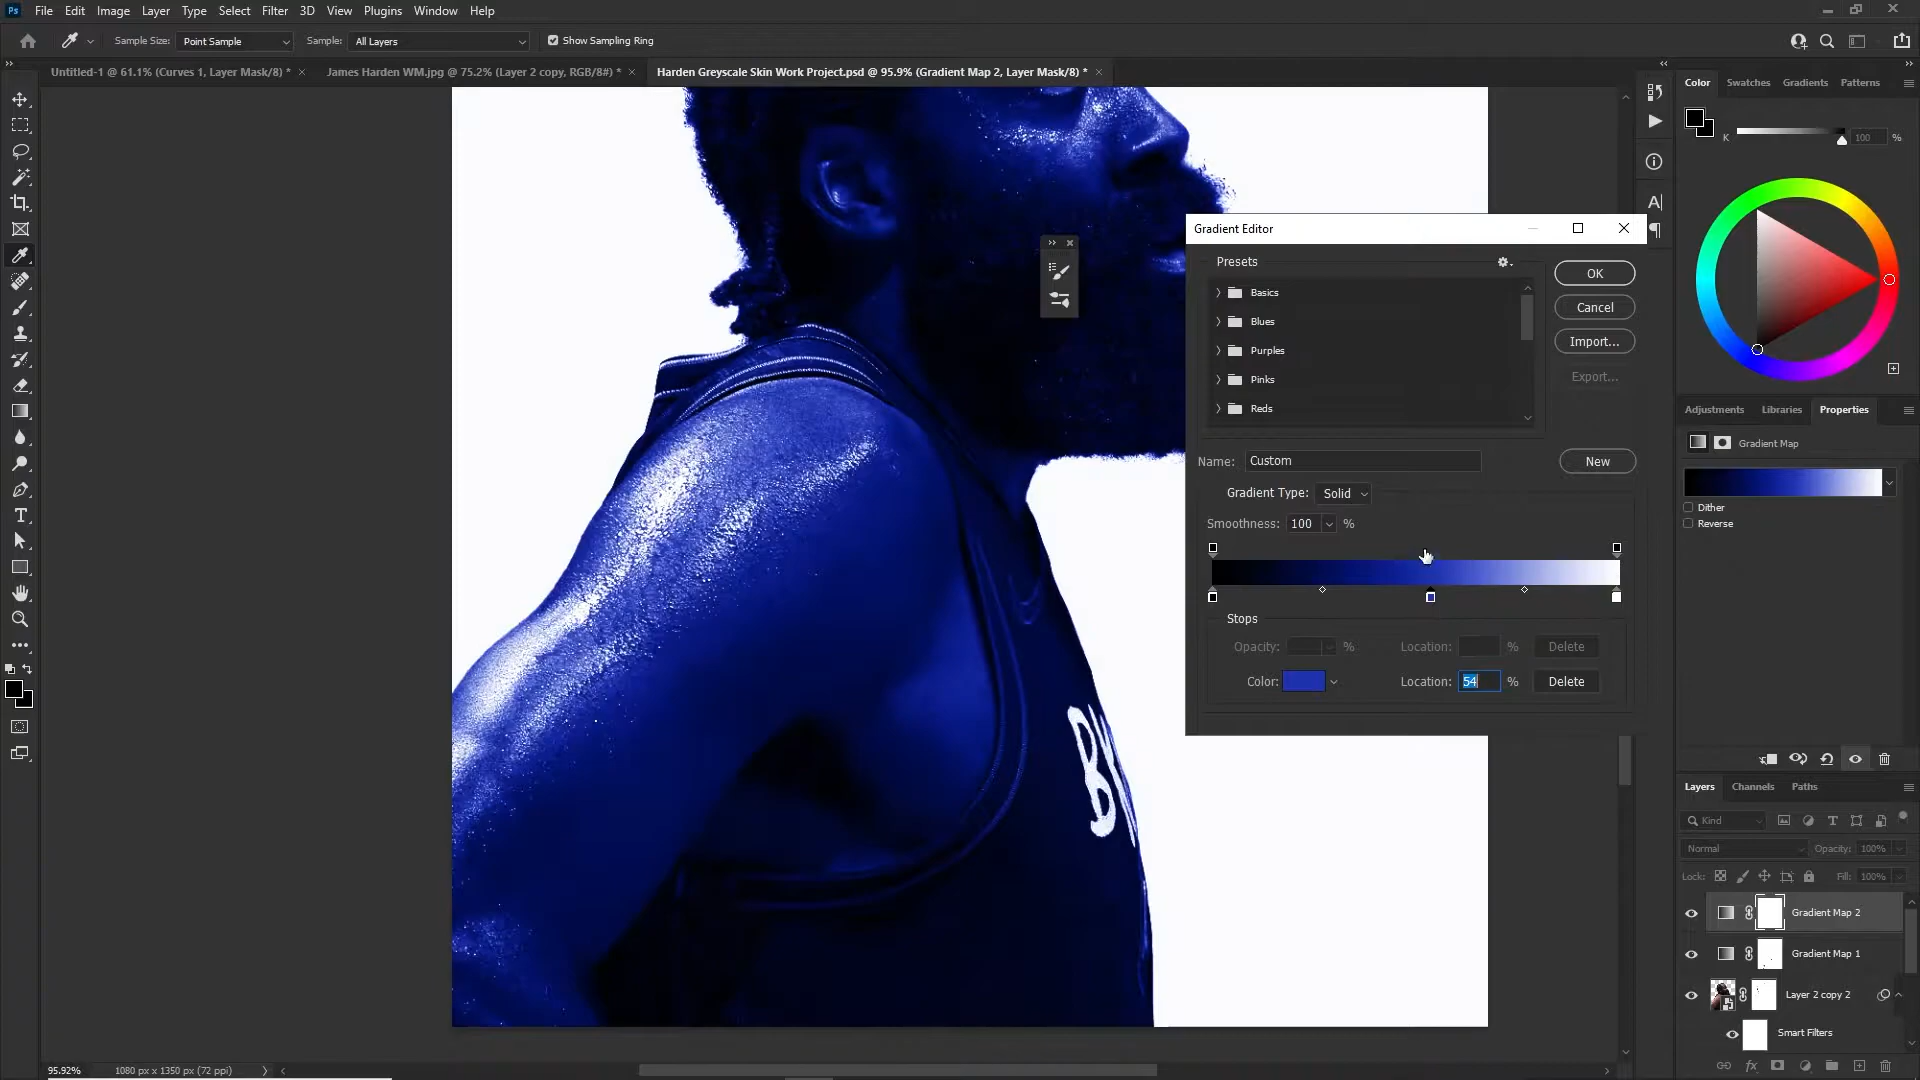 Ps File Edit Image Layer Type Select Filter 3D View Plugins Window Help
Sample Size: Point Sample Sample: All Layers Show Sampling Ring
Untitled-1 @ 61.1% (Curves 1, Layer Mask/8) * × James Harden WM.jpg @ 75.2% (Layer 2 copy, RGB/8#) * × Harden Greyscale Skin Work Project.psd @ 95.9% (Gradient Map 2, Layer Mask/8) * ×
Color Swatches Gradients Patterns
K 100 %
Gradient Editor
Presets
Basics
Blues
Purples
Pinks
Reds
OK
Cancel
Import...
Export...
Name: Custom New
Gradient Type: Solid
Smoothness: 100 %
Stops
Opacity: % Location: % Delete
Color: Location: 54 % Delete
Adjustments Libraries Properties
Gradient Map
Dither
Reverse
Layers Channels Paths
Kind
Normal Opacity: 100%
Lock: Fill: 100%
Gradient Map 2
Gradient Map 1
Layer 2 copy 2
Smart Filters
95.92% 1080 px x 1350 px (72 ppi)